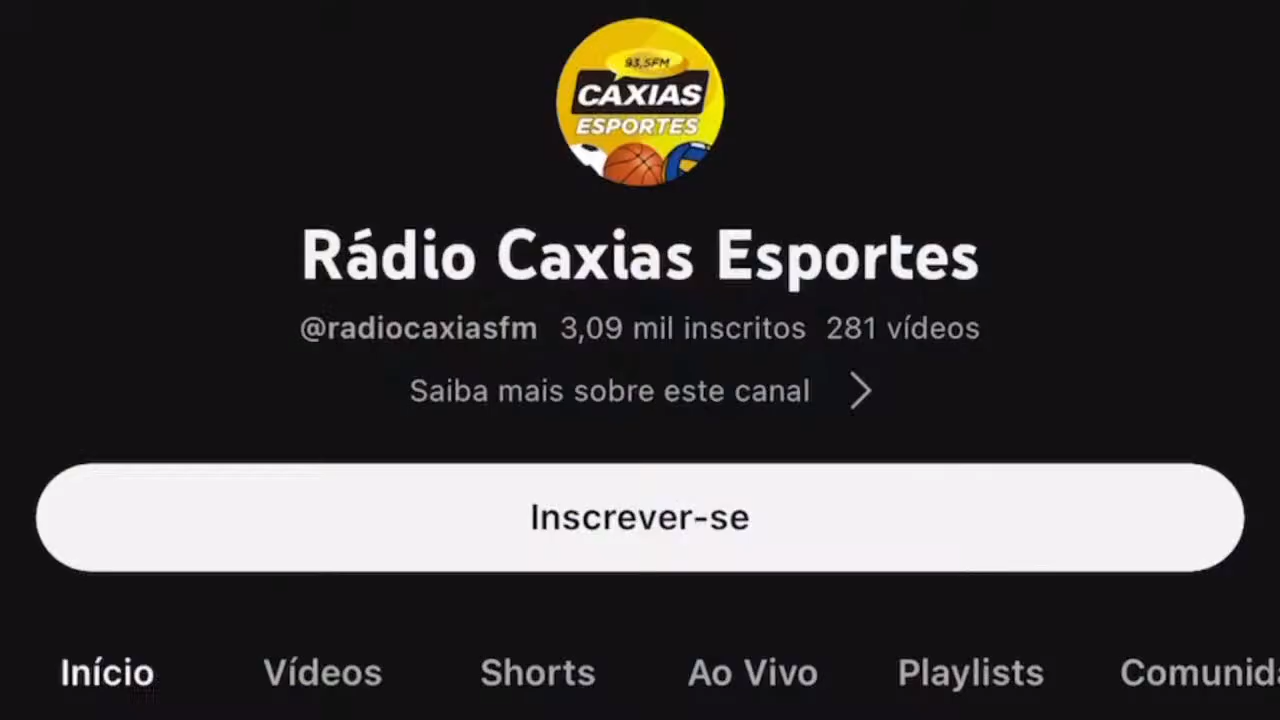 93,5FM
CAXIAS
ESPORTES
Rádio Caxias Esportes
@radiocaxiasfm 3,09 mil inscritos 281 vídeos
Saiba mais sobre este canal
Inscrever-se
Início Vídeos Shorts Ao Vivo Playlists Comunida